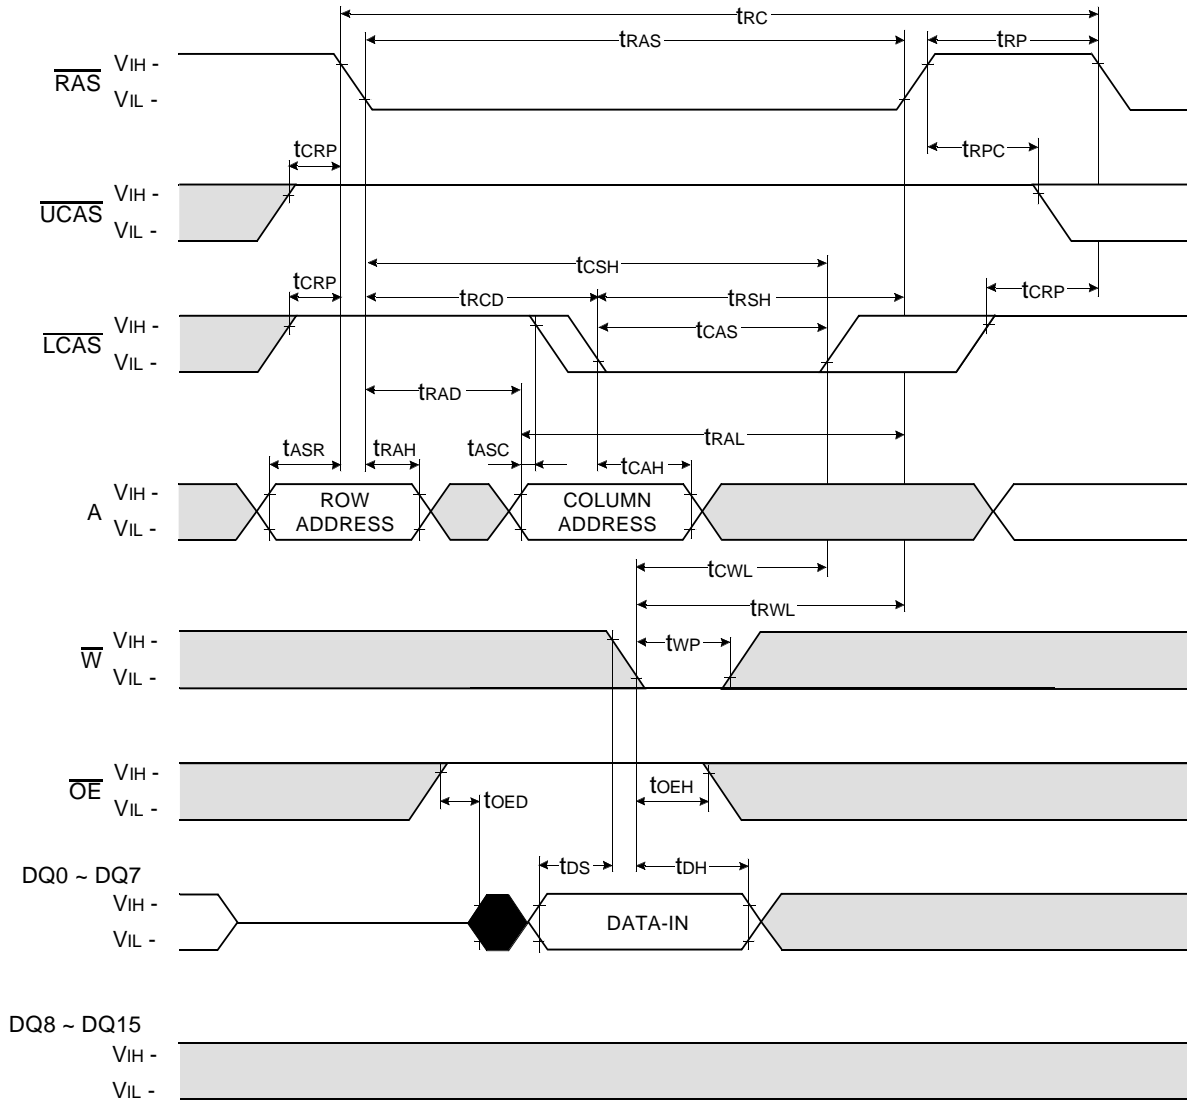 tRC
tRAS
tRP
RAS
VIH -
VIL -
tCRP
tRPC
UCAS
VIH -
VIL -
tCSH
tCRP
tRCD
tRSH
tCRP
LCAS
VIH -
VIL -
tCAS
tRAD
tRAL
tASR
tRAH
tASC
tCAH
A
VIH -
VIL -
ROW
ADDRESS
COLUMN
ADDRESS
tCWL
tRWL
W
VIH -
VIL -
tWP
OE
VIH -
VIL -
tOED
tOEH
tDS
tDH
DQ0 ~ DQ7
VIH -
VIL -
DATA-IN
DQ8 ~ DQ15
VIH -
VIL -